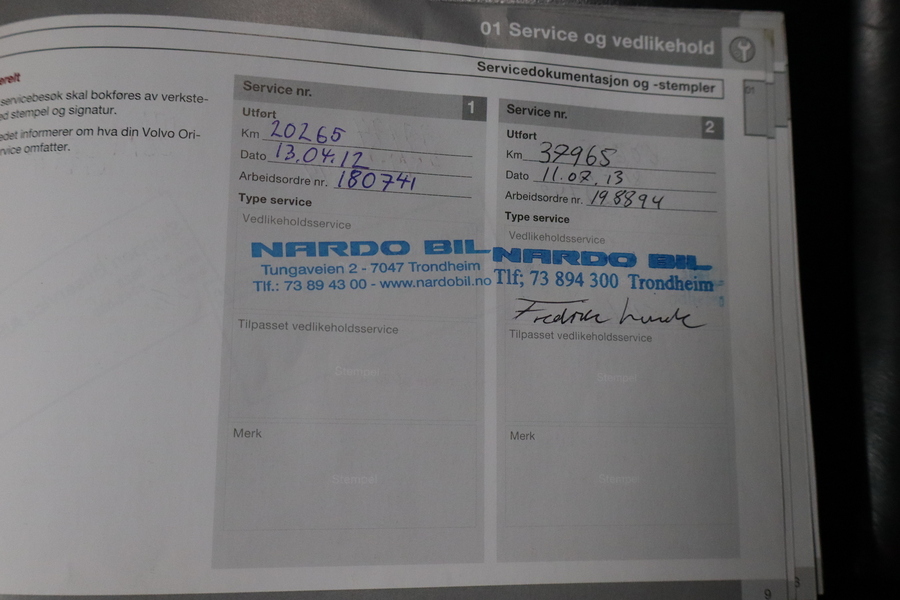 01 Service og vedlikehold
Servicedokumentasjon og -stempler
01
servicebesøk skal bokføres av verkste-
stempel og signatur.
informerer om hva din Volvo Ori-
omfatter.
Service nr.
1
Utført
Km 20265
Dato 13.04.12
Arbeidsordre nr. 180741
Type service
Vedlikeholdsservice
NARDO BIL
Tungaveien 2 - 7047 Trondheim
Tlf.: 73 89 43 00 - www.nardobil.no
Tilpasset vedlikeholdsservice
Stempel
Merk
Stempel
Service nr.
2
Utført
Km 37965
Dato 11.07.13
Arbeidsordre nr. 198894
Type service
Vedlikeholdsservice
NARDO BIL
Tlf; 73 894 300 Trondheim
Fredrik
Tilpasset vedlikeholdsservice
Stempel
Merk
Stempel
9
3